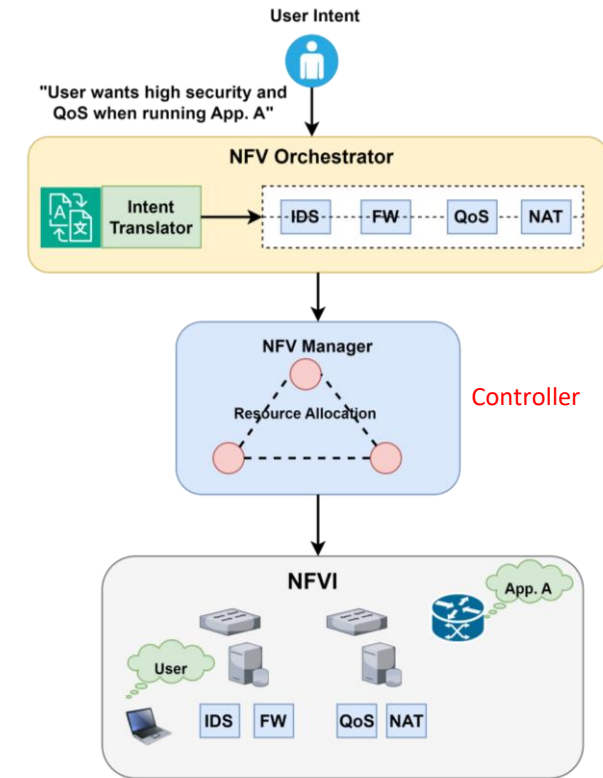 User Intent
"User wants high security and
QoS when running App. A"
NFV Orchestrator
A
文
Intent
Translator
IDS FW QoS NAT
NFV Manager
Resource Allocation
Controller
NFVI
App. A
User
IDS FW QoS NAT